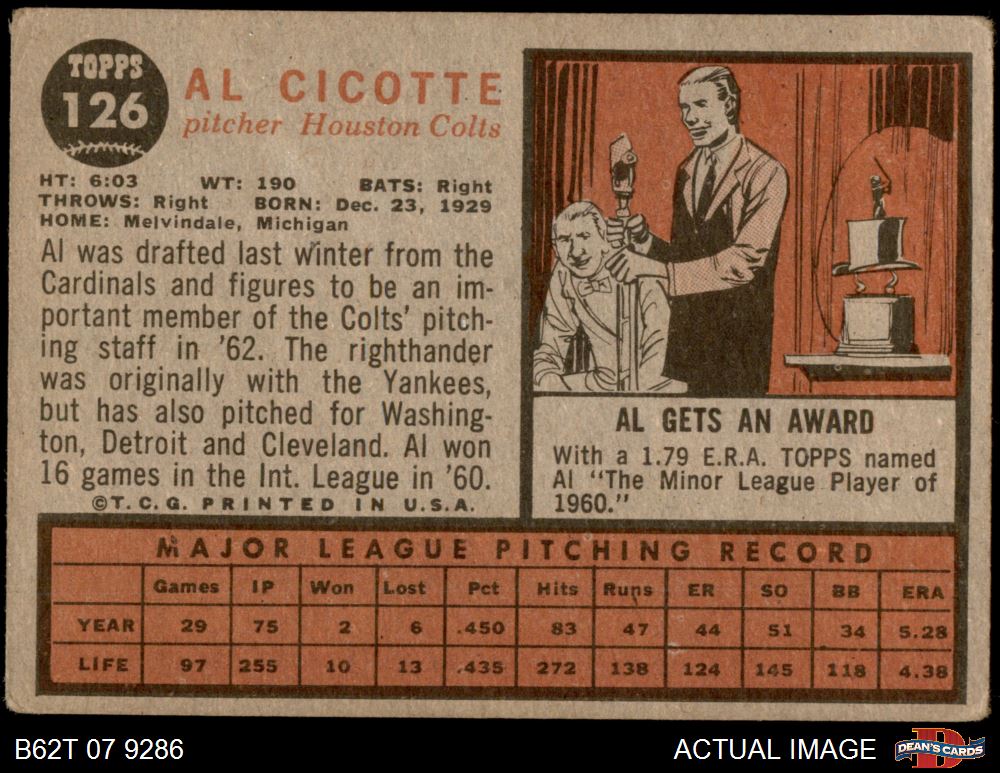 TOPPS
126
AL CICOTTE
pitcher Houston Colts
HT: 6:03 WT: 190 BATS: Right
THROWS: Right BORN: Dec. 23, 1929
HOME: Melvindale, Michigan
Al was drafted last winter from the
Cardinals and figures to be an im-
portant member of the Colts' pitch-
ing staff in '62. The righthander
was originally with the Yankees,
but has also pitched for Washing-
ton, Detroit and Cleveland. Al won
16 games in the Int. League in '60.
©T.C.G. PRINTED IN U.S.A.
AL GETS AN AWARD
With a 1.79 E.R.A. TOPPS named
Al "The Minor League Player of
1960."
MAJOR LEAGUE PITCHING RECORD
Games IP Won Lost Pct Hits Runs ER SO BB ERA
YEAR 29 75 2 6 .450 83 47 44 51 34 5.28
LIFE 97 255 10 13 .435 272 138 124 145 118 4.38
B62T 07 9286
ACTUAL IMAGE
D
DEAN'S CARDS